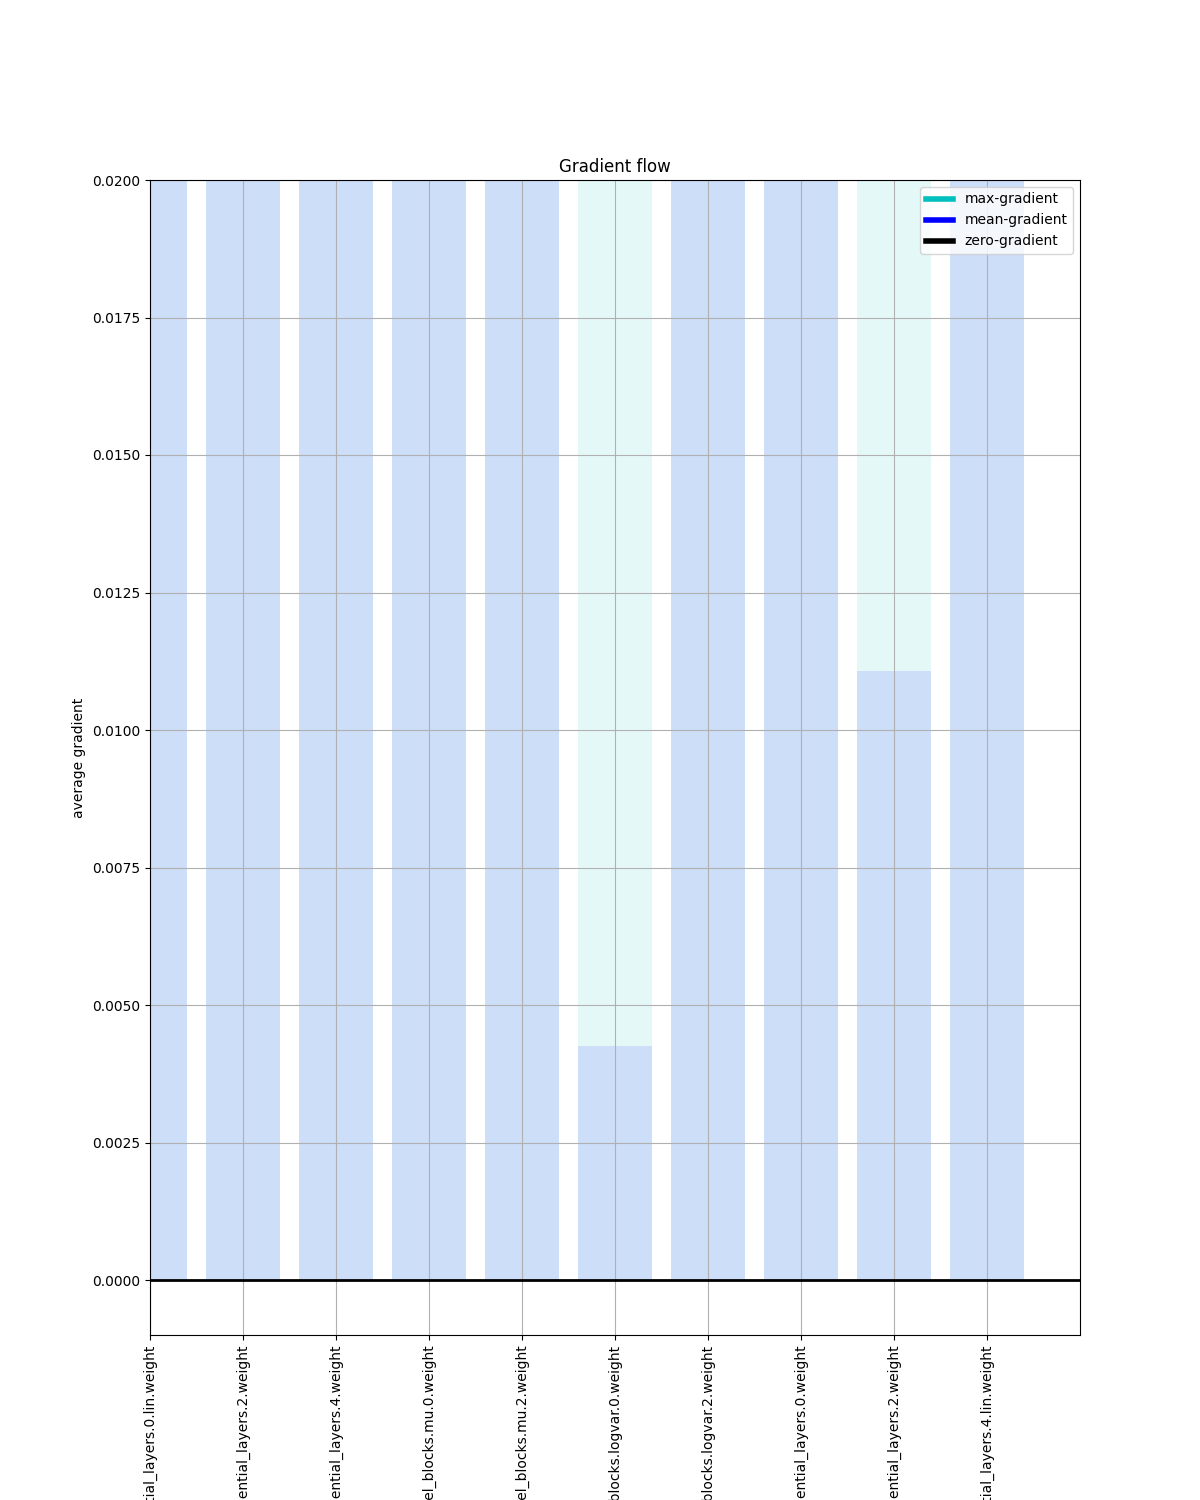 Gradient flow
0.0200
0.0175
0.0150
0.0125
0.0100
0.0075
0.0050
0.0025
0.0000
average gradient
max-gradient
mean-gradient
zero-gradient
tial_layers.0.lin.weight
ential_layers.2.weight
ential_layers.4.weight
el_blocks.mu.0.weight
el_blocks.mu.2.weight
blocks.logvar.0.weight
blocks.logvar.2.weight
ential_layers.0.weight
ential_layers.2.weight
tial_layers.4.lin.weight